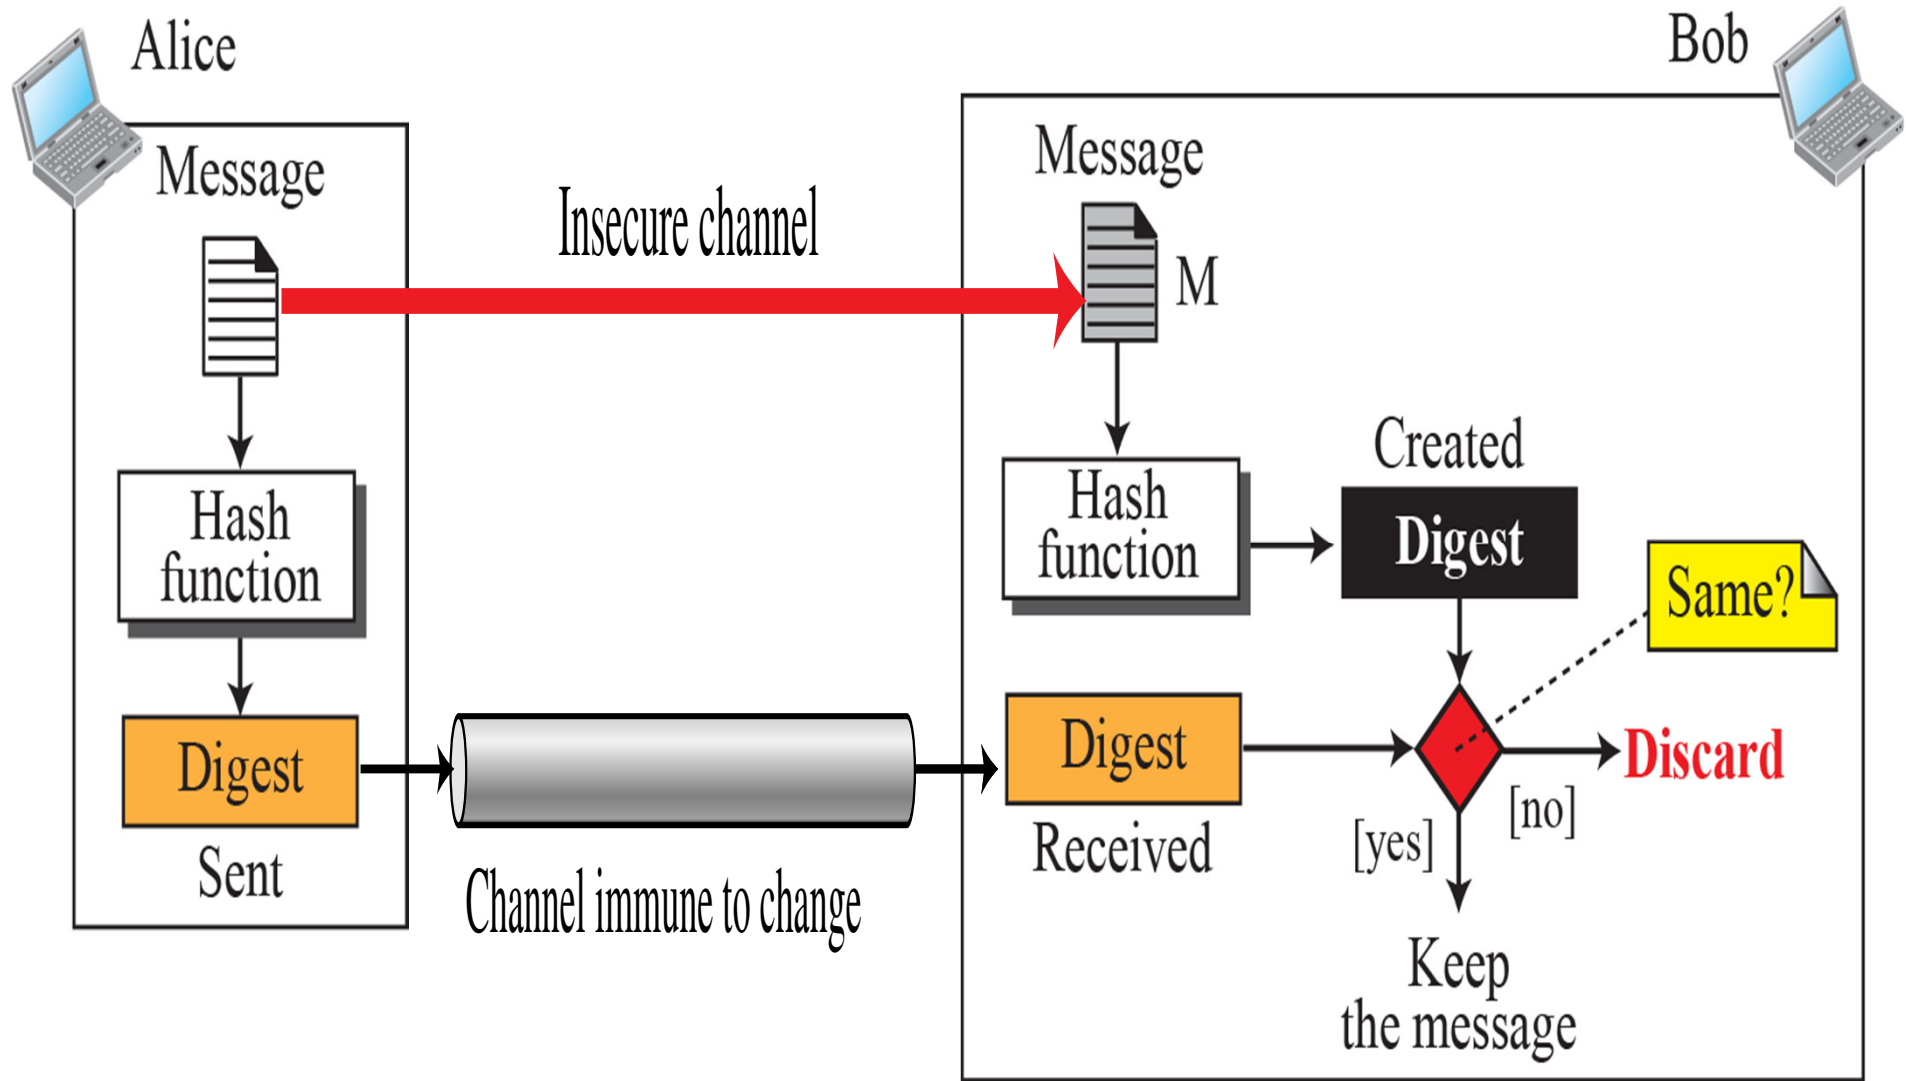 Alice
Message
Hash
function
Digest
Sent
Insecure channel
Channel immune to change
Bob
Message
M
Hash
function
Created
Digest
Same?
Digest
Received
Discard
[no]
[yes]
Keep
the message